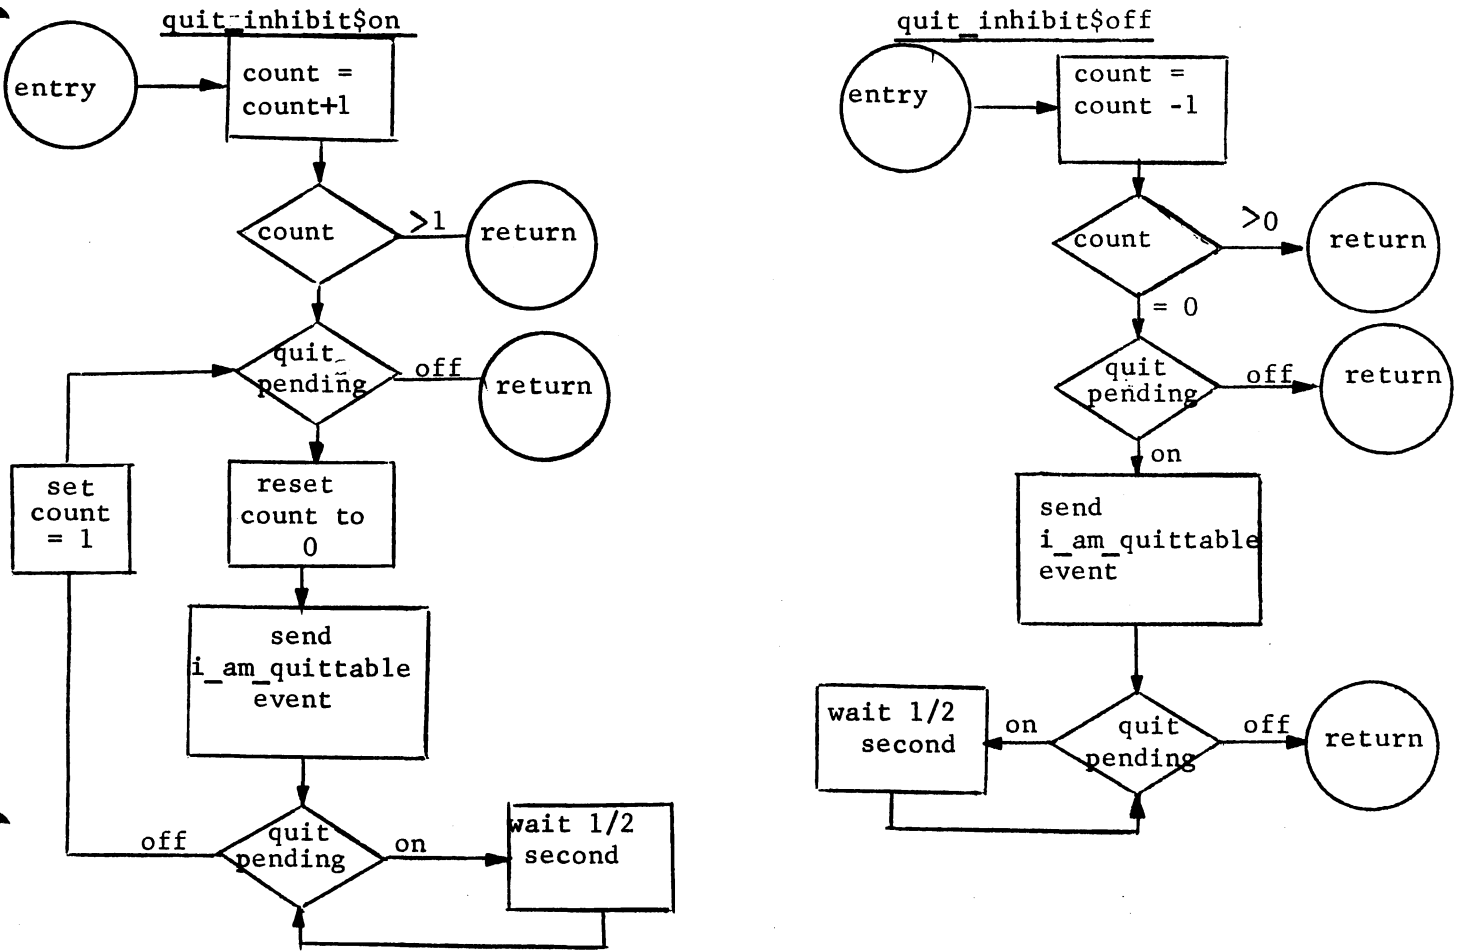 quit_inhibit$on
entry
count =
count+1
count
>1
return
quit
pending
off
return
set
count
= 1
reset
count to
0
send
i_am_quittable
event
quit
pending
off
on
wait 1/2
second
quit_inhibit$off
entry
count =
count -1
count
>0
return
= 0
quit
pending
off
return
on
send
i_am_quittable
event
quit
pending
on
off
wait 1/2
second
return